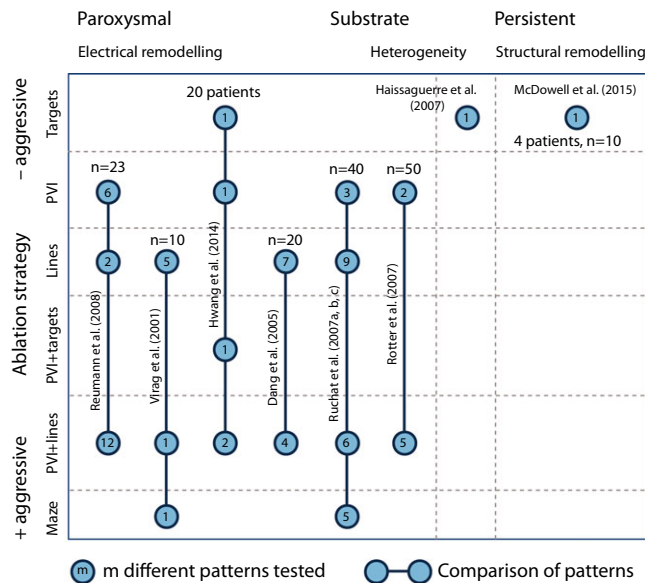 Paroxysmal Substrate Persistent
Electrical remodelling Heterogeneity Structural remodelling
Ablation strategy
– aggressive
+ aggressive
Targets
20 patients
Haissaguerre et al.
(2007)
McDowell et al. (2015)
1 1 1
4 patients, n=10
PVI
n=23 n=40 n=50
6 1 3 2
Lines
n=10 n=20
2 5 7 9
PVI+targets
Reumann et al. (2008)
Virag et al. (2001)
Hwang et al. (2014)
Dang et al. (2005)
Ruchat et al. (2007a, b, c)
Rotter et al. (2007)
1
PVI+lines
12 1 2 4 6 5
Maze
1 5
m m different patterns tested Comparison of patterns